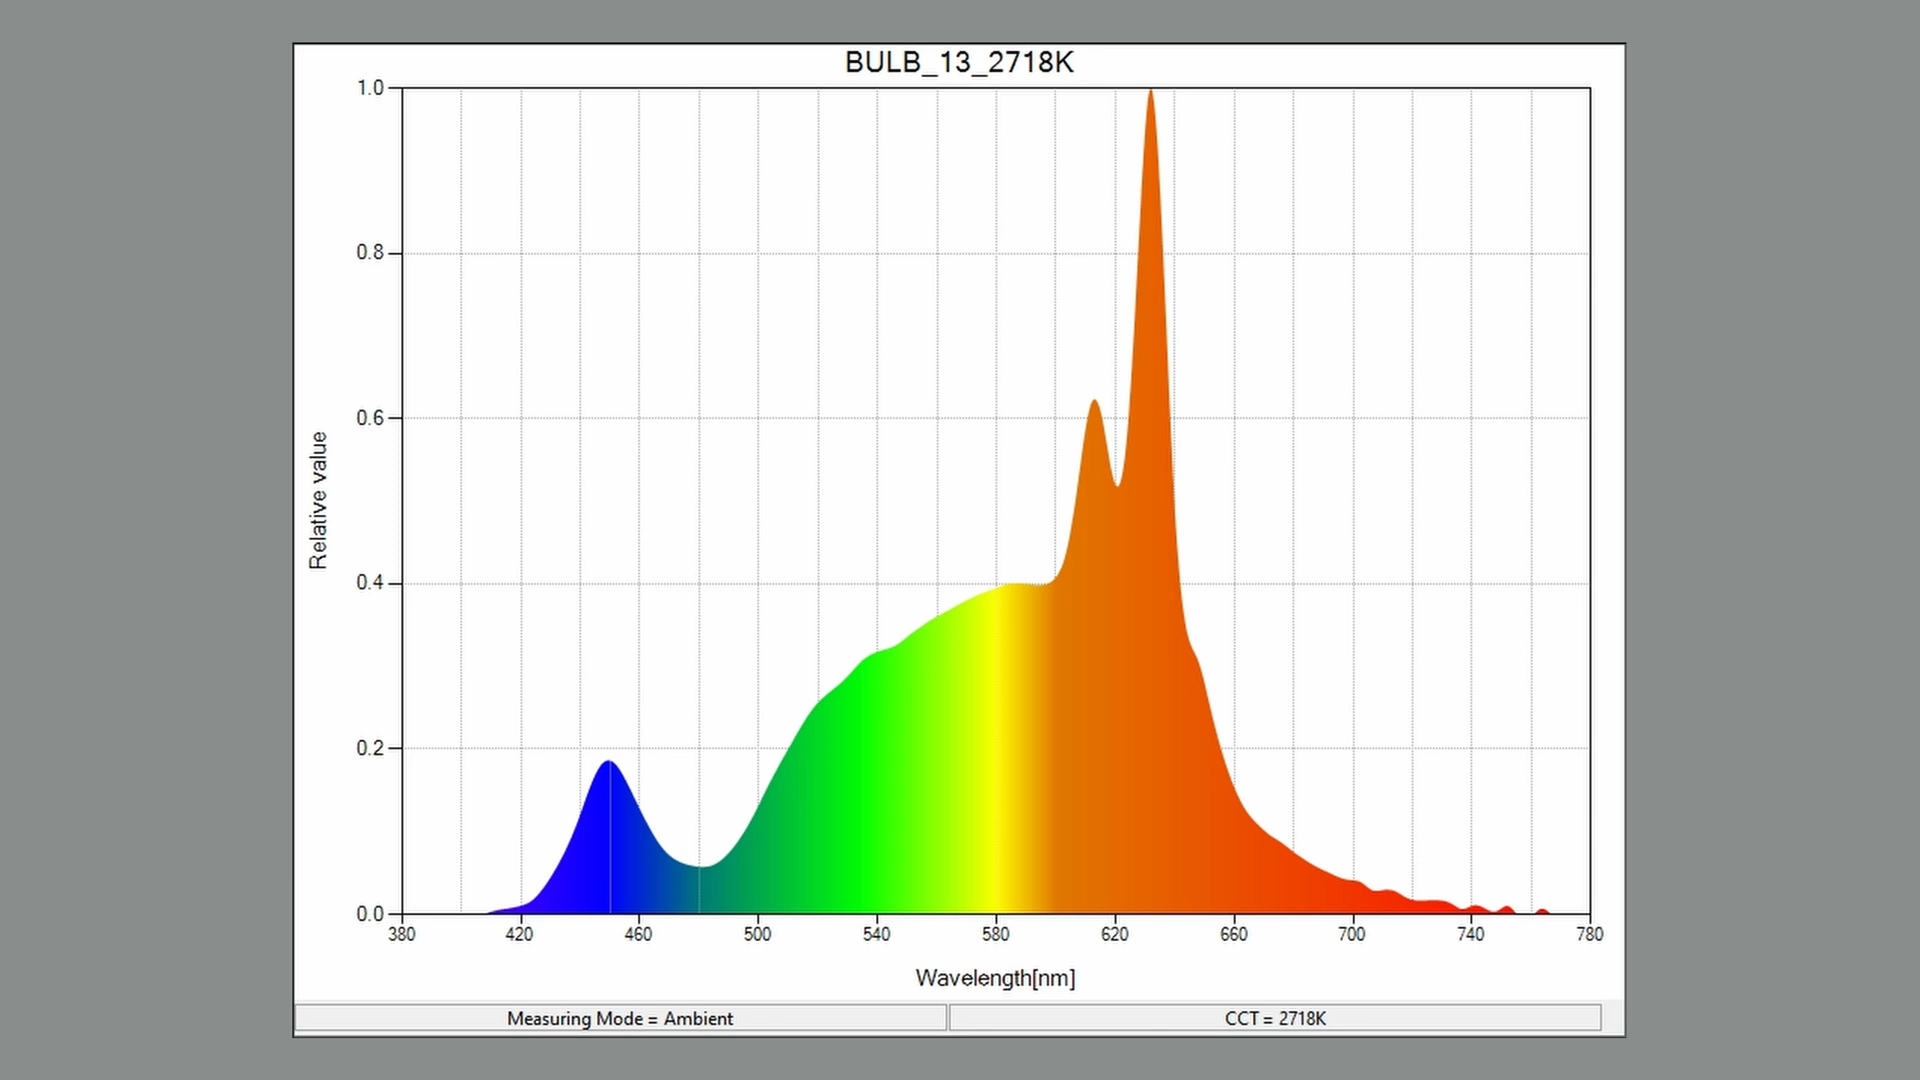 BULB_13_2718K
1.0
0.8
0.6
0.4
0.2
0.0
Relative value
380 420 460 500 540 580 620 660 700 740 780
Wavelength[nm]
Measuring Mode = Ambient
CCT = 2718K